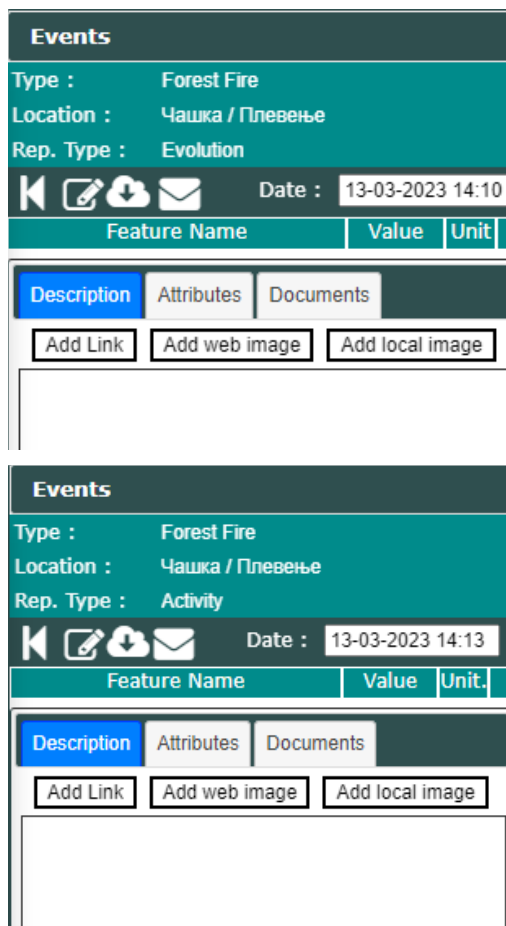 Events
Type : Forest Fire
Location : Чашка / Плевење
Rep. Type : Evolution
Date : 13-03-2023 14:10
Feature Name Value Unit
Description Attributes Documents
Add Link Add web image Add local image
Events
Type : Forest Fire
Location : Чашка / Плевење
Rep. Type : Activity
Date : 13-03-2023 14:13
Feature Name Value Unit.
Description Attributes Documents
Add Link Add web image Add local image